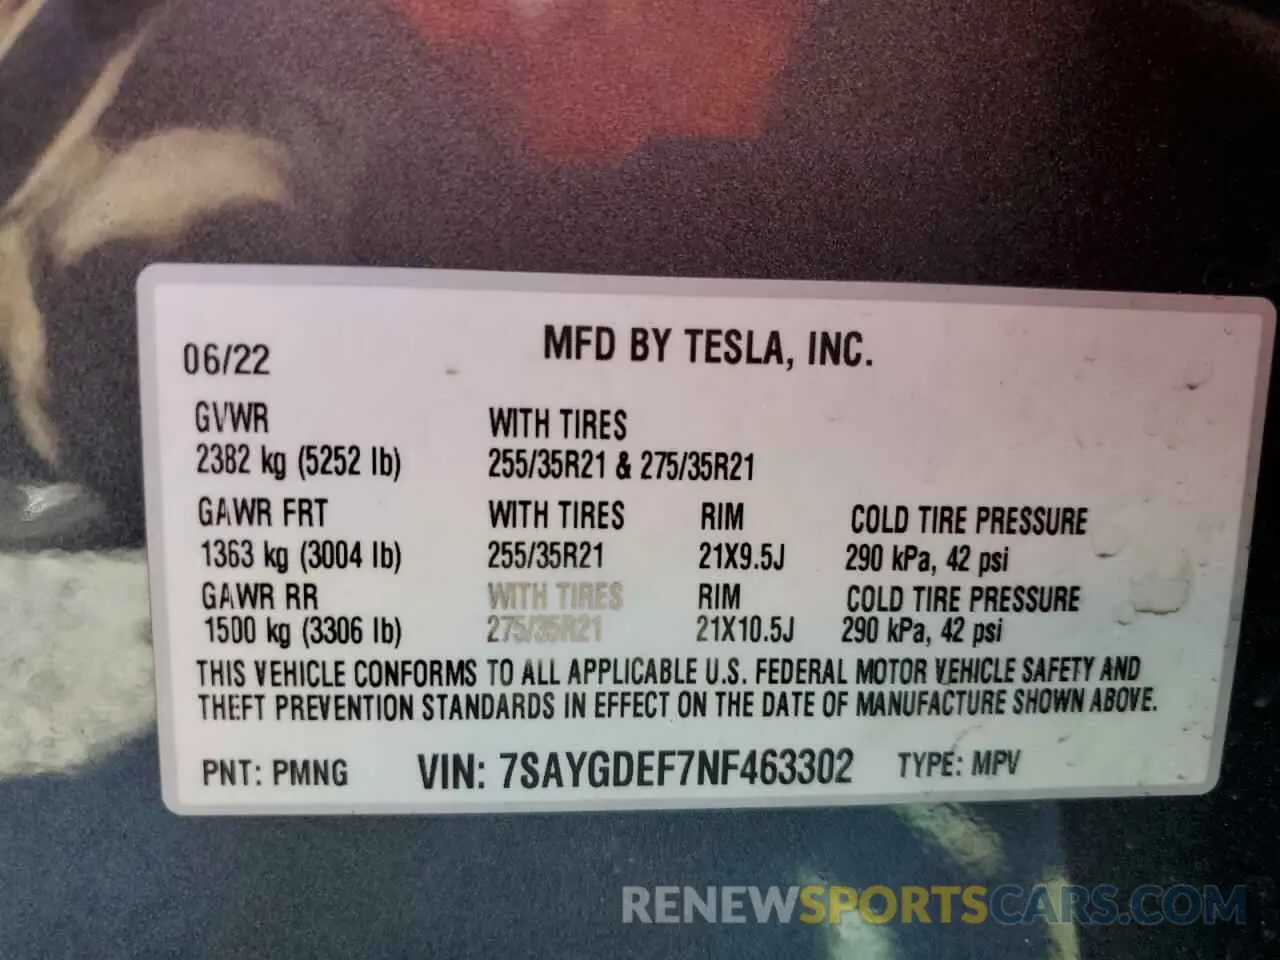 06/22 MFD BY TESLA, INC.
GVWR WITH TIRES
2382 kg (5252 lb) 255/35R21 & 275/35R21
GAWR FRT WITH TIRES RIM COLD TIRE PRESSURE
1363 kg (3004 lb) 255/35R21 21X9.5J 290 kPa, 42 psi
GAWR RR WITH TIRES RIM COLD TIRE PRESSURE
1500 kg (3306 lb) 275/35R21 21X10.5J 290 kPa, 42 psi
THIS VEHICLE CONFORMS TO ALL APPLICABLE U.S. FEDERAL MOTOR VEHICLE SAFETY AND
THEFT PREVENTION STANDARDS IN EFFECT ON THE DATE OF MANUFACTURE SHOWN ABOVE.
PNT: PMNG VIN: 7SAYGDEF7NF463302 TYPE: MPV
RENEWSPORTSCARS.COM